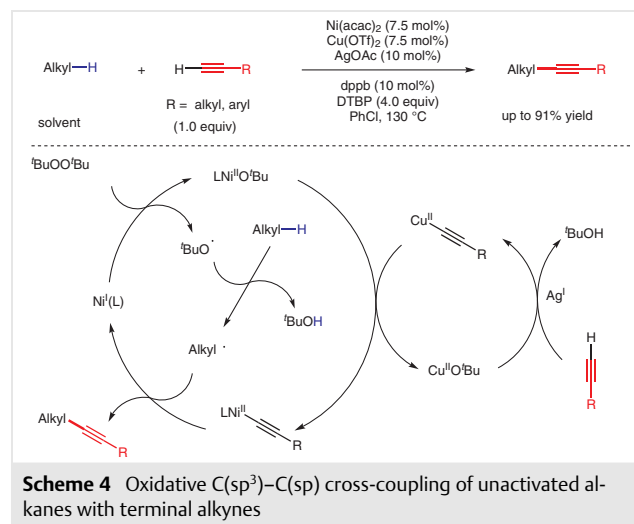 Ni(acac)₂ (7.5 mol%)
Cu(OTf)₂ (7.5 mol%)
AgOAc (10 mol%)
Alkyl–H + H R Alkyl R
R = alkyl, aryl
dppb (10 mol%)
solvent (1.0 equiv) DTBP (4.0 equiv) up to 91% yield
PhCl, 130 °C
ᵗBuOOᵗBu LNiᴵᴵOᵗBu
Alkyl–H Cuᴵᴵ R ᵗBuOH
ᵗBuO·
Niᴵ(L) ᵗBuOH Agᴵ
H
Alkyl · CuᴵᴵOᵗBu
R
Alkyl R LNiᴵᴵ R
Scheme 4 Oxidative C(sp³)–C(sp) cross-coupling of unactivated al-
kanes with terminal alkynes